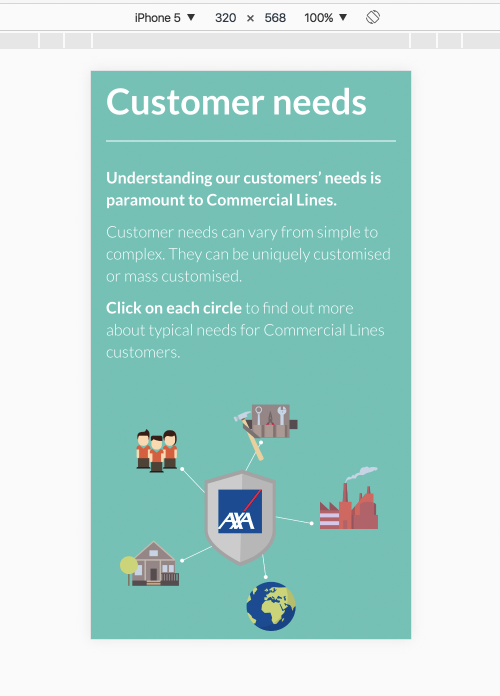 iPhone 5 ▼ 320 × 568 100% ▼
Customer needs
Understanding our customers’ needs is
paramount to Commercial Lines.
Customer needs can vary from simple to
complex. They can be uniquely customised
or mass customised.
Click on each circle to find out more
about typical needs for Commercial Lines
customers.
AXA